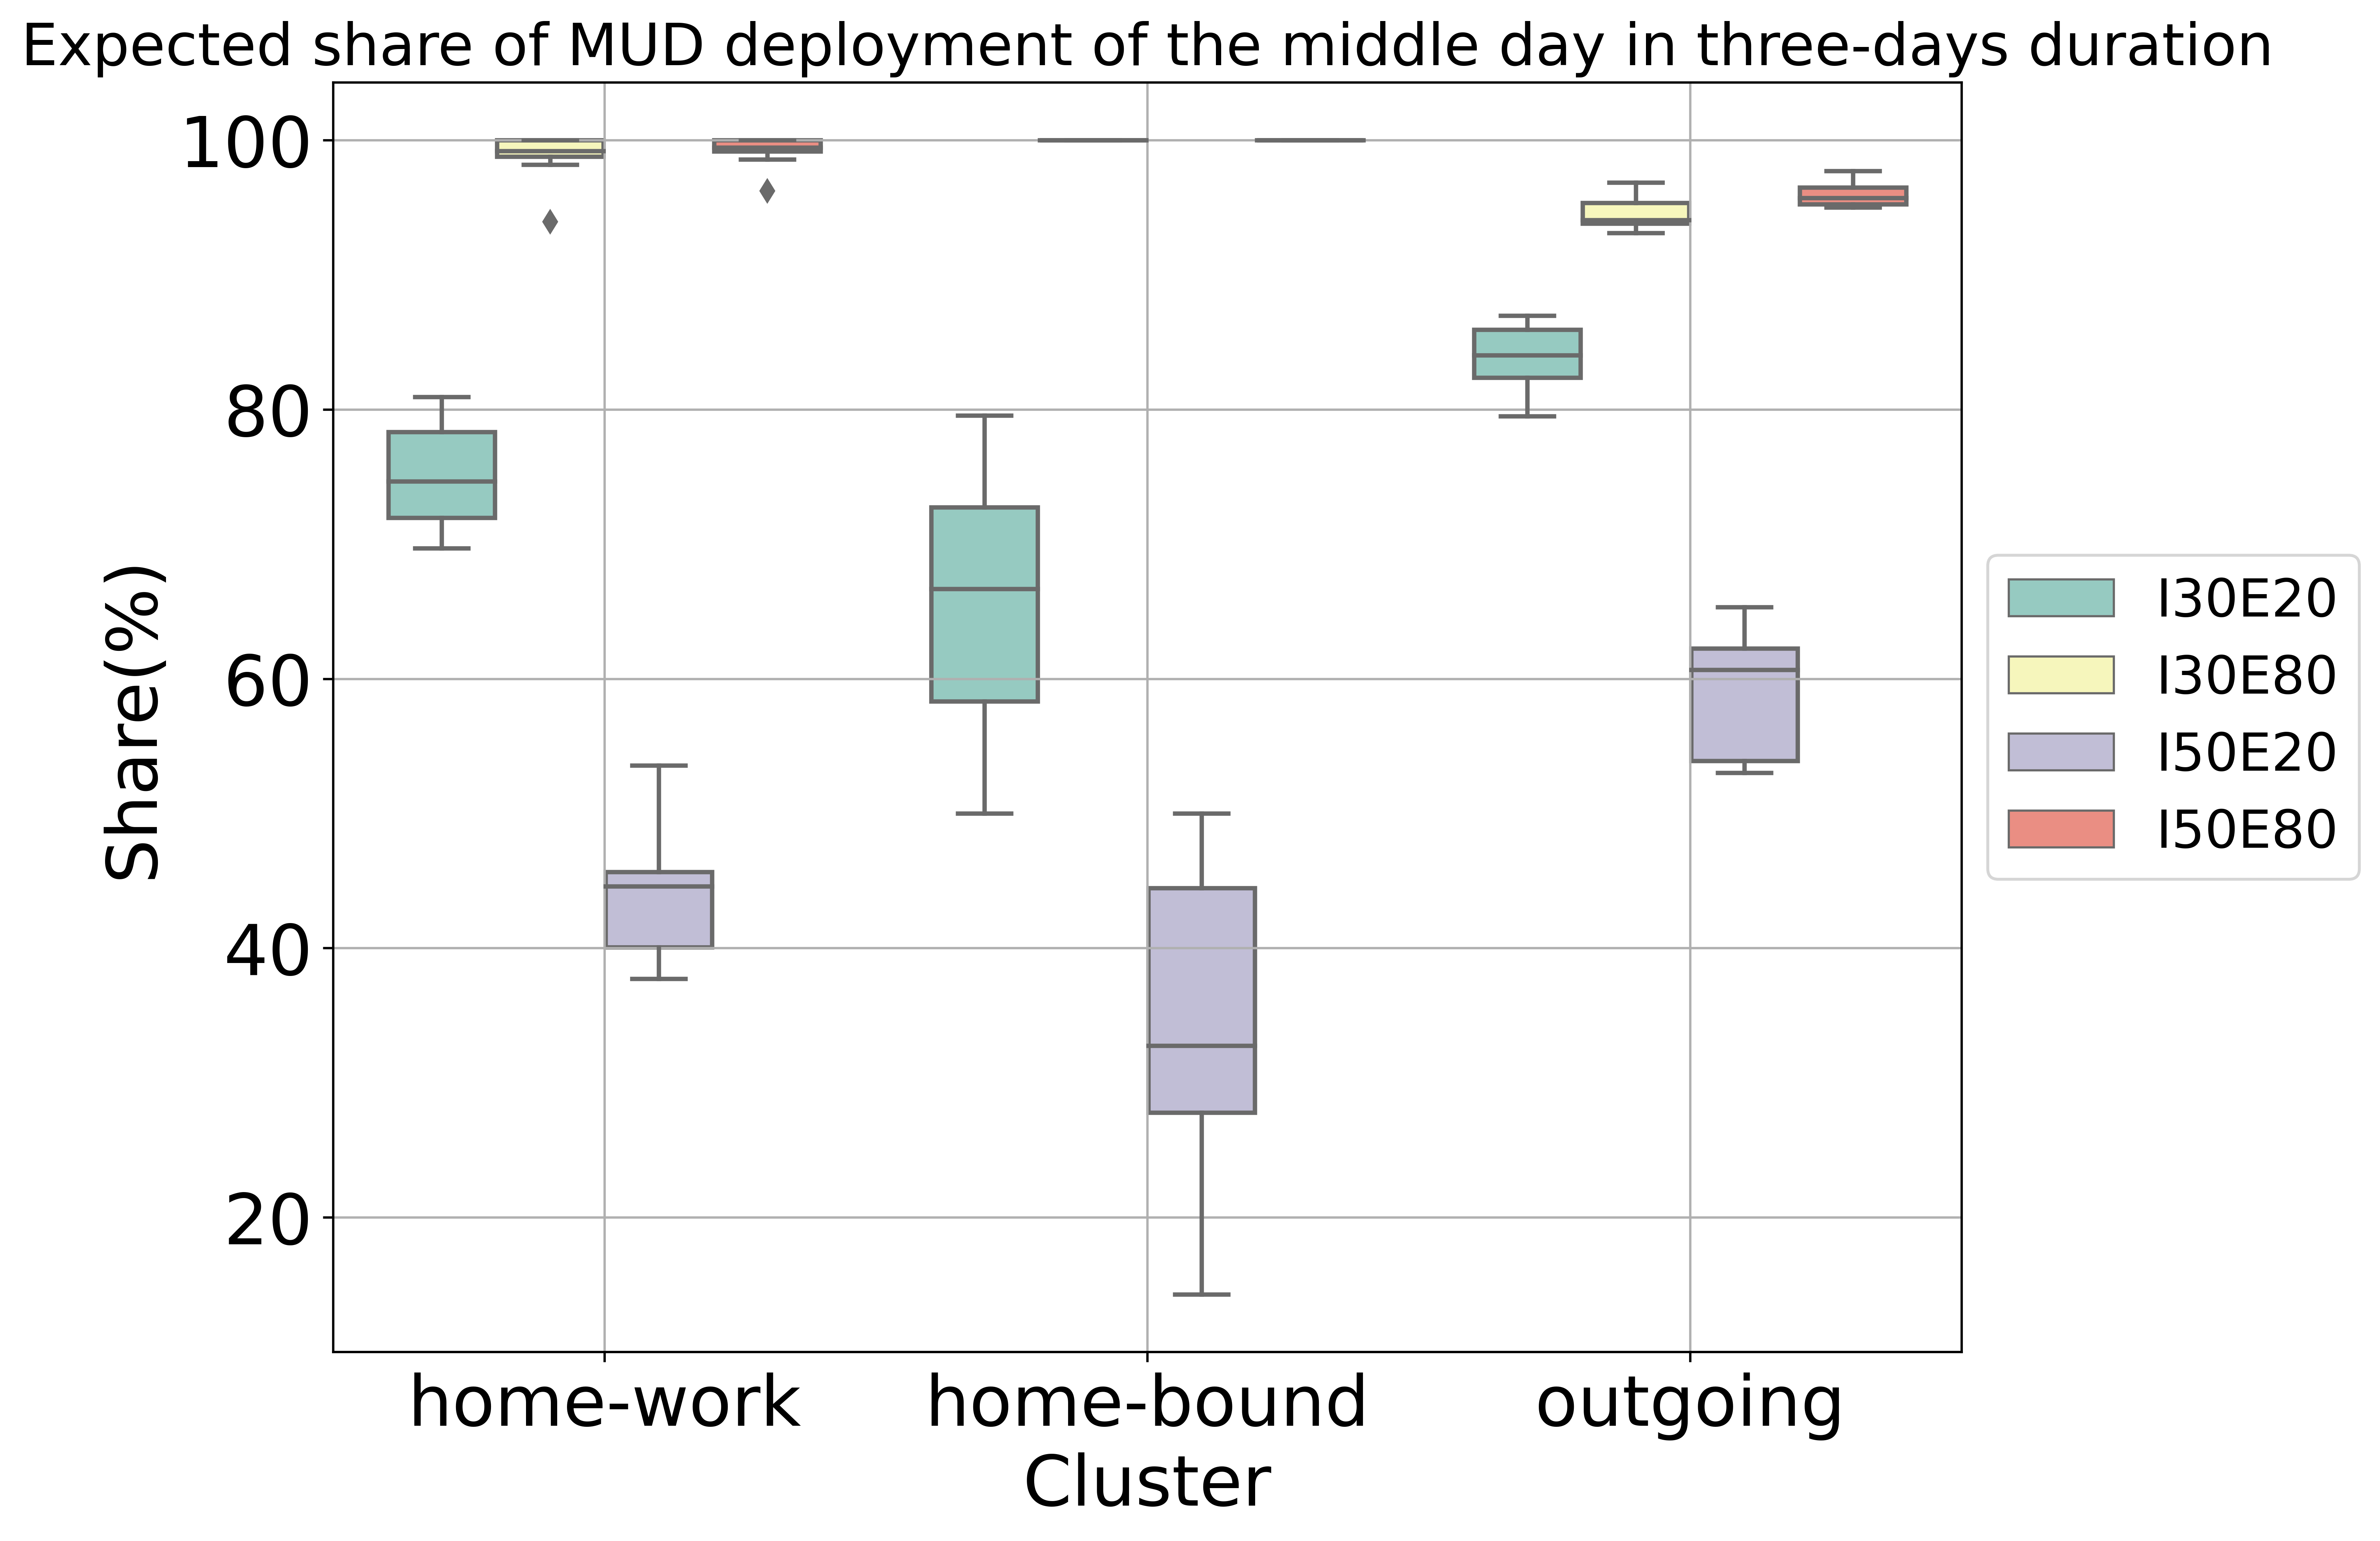 Expected share of MUD deployment of the middle day in three-days duration
100
80
60
40
20
Share(%)
home-work
home-bound
outgoing
Cluster
I30E20
I30E80
I50E20
I50E80